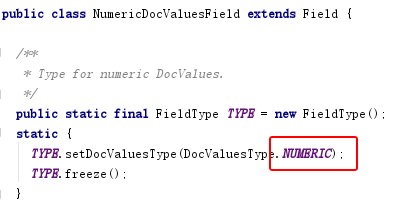 public class NumericDocValuesField extends Field {
/**
* Type for numeric DocValues.
*/
public static final FieldType TYPE = new FieldType();
static {
TYPE.setDocValuesType(DocValuesType.NUMERIC);
TYPE.freeze();
}